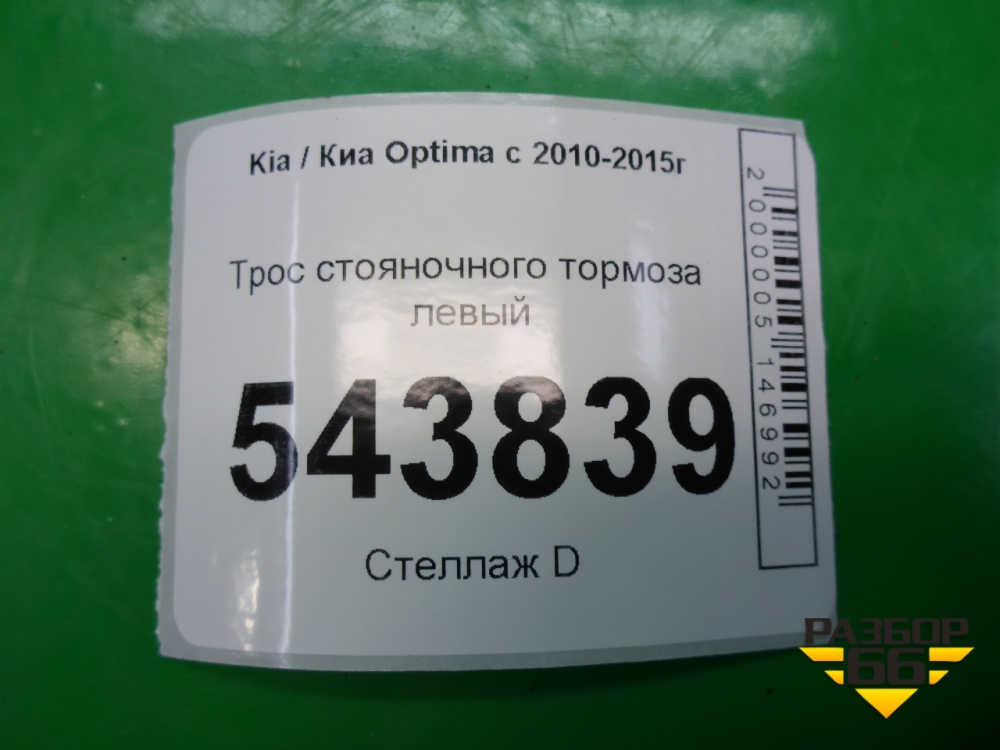 Kia / Киа Optima с 2010-2015г
Трос стояночного тормоза
левый
543839
Стеллаж D
2000005146992
РАЗБОР
66